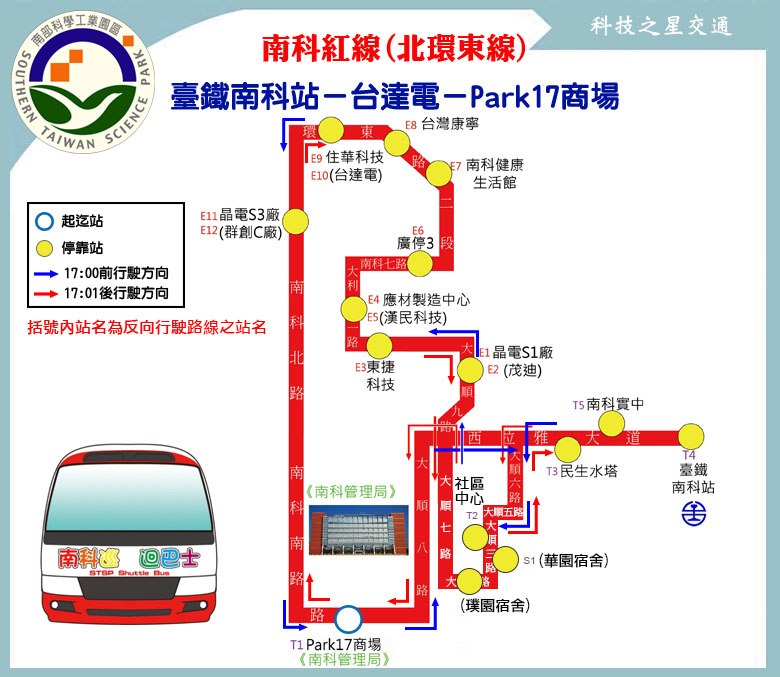 科技之星交通
南部科學工業園區
SOUTHERN TAIWAN SCIENCE PARK
南科紅線(北環東線)
臺鐵南科站－台達電－Park17商場
起迄站
停靠站
17:00前行駛方向
17:01後行駛方向
括號內站名為反向行駛路線之站名
環東路二段
E8 台灣康寧
E9 住華科技
E10(台達電)
E7 南科健康
生活館
E11晶電S3廠
E12(群創C廠)
E6
廣停3
南科七路
大利一路
E4 應材製造中心
E5(漢民科技)
E3東捷
科技
E1 晶電S1廠
E2 (茂迪)
大順九路
南科北路
南科南路
西拉雅大道
T5南科實中
T3民生水塔
T4
臺鐵
南科站
大順六路
大順五路
大順三路
大順七路
大順八路
社區
中心
T2
S1 (華園宿舍)
大路
(璞園宿舍)
《南科管理局》
路
T1 Park17商場
《南科管理局》
南科巡迴巴士
STSP Shuttle Bus